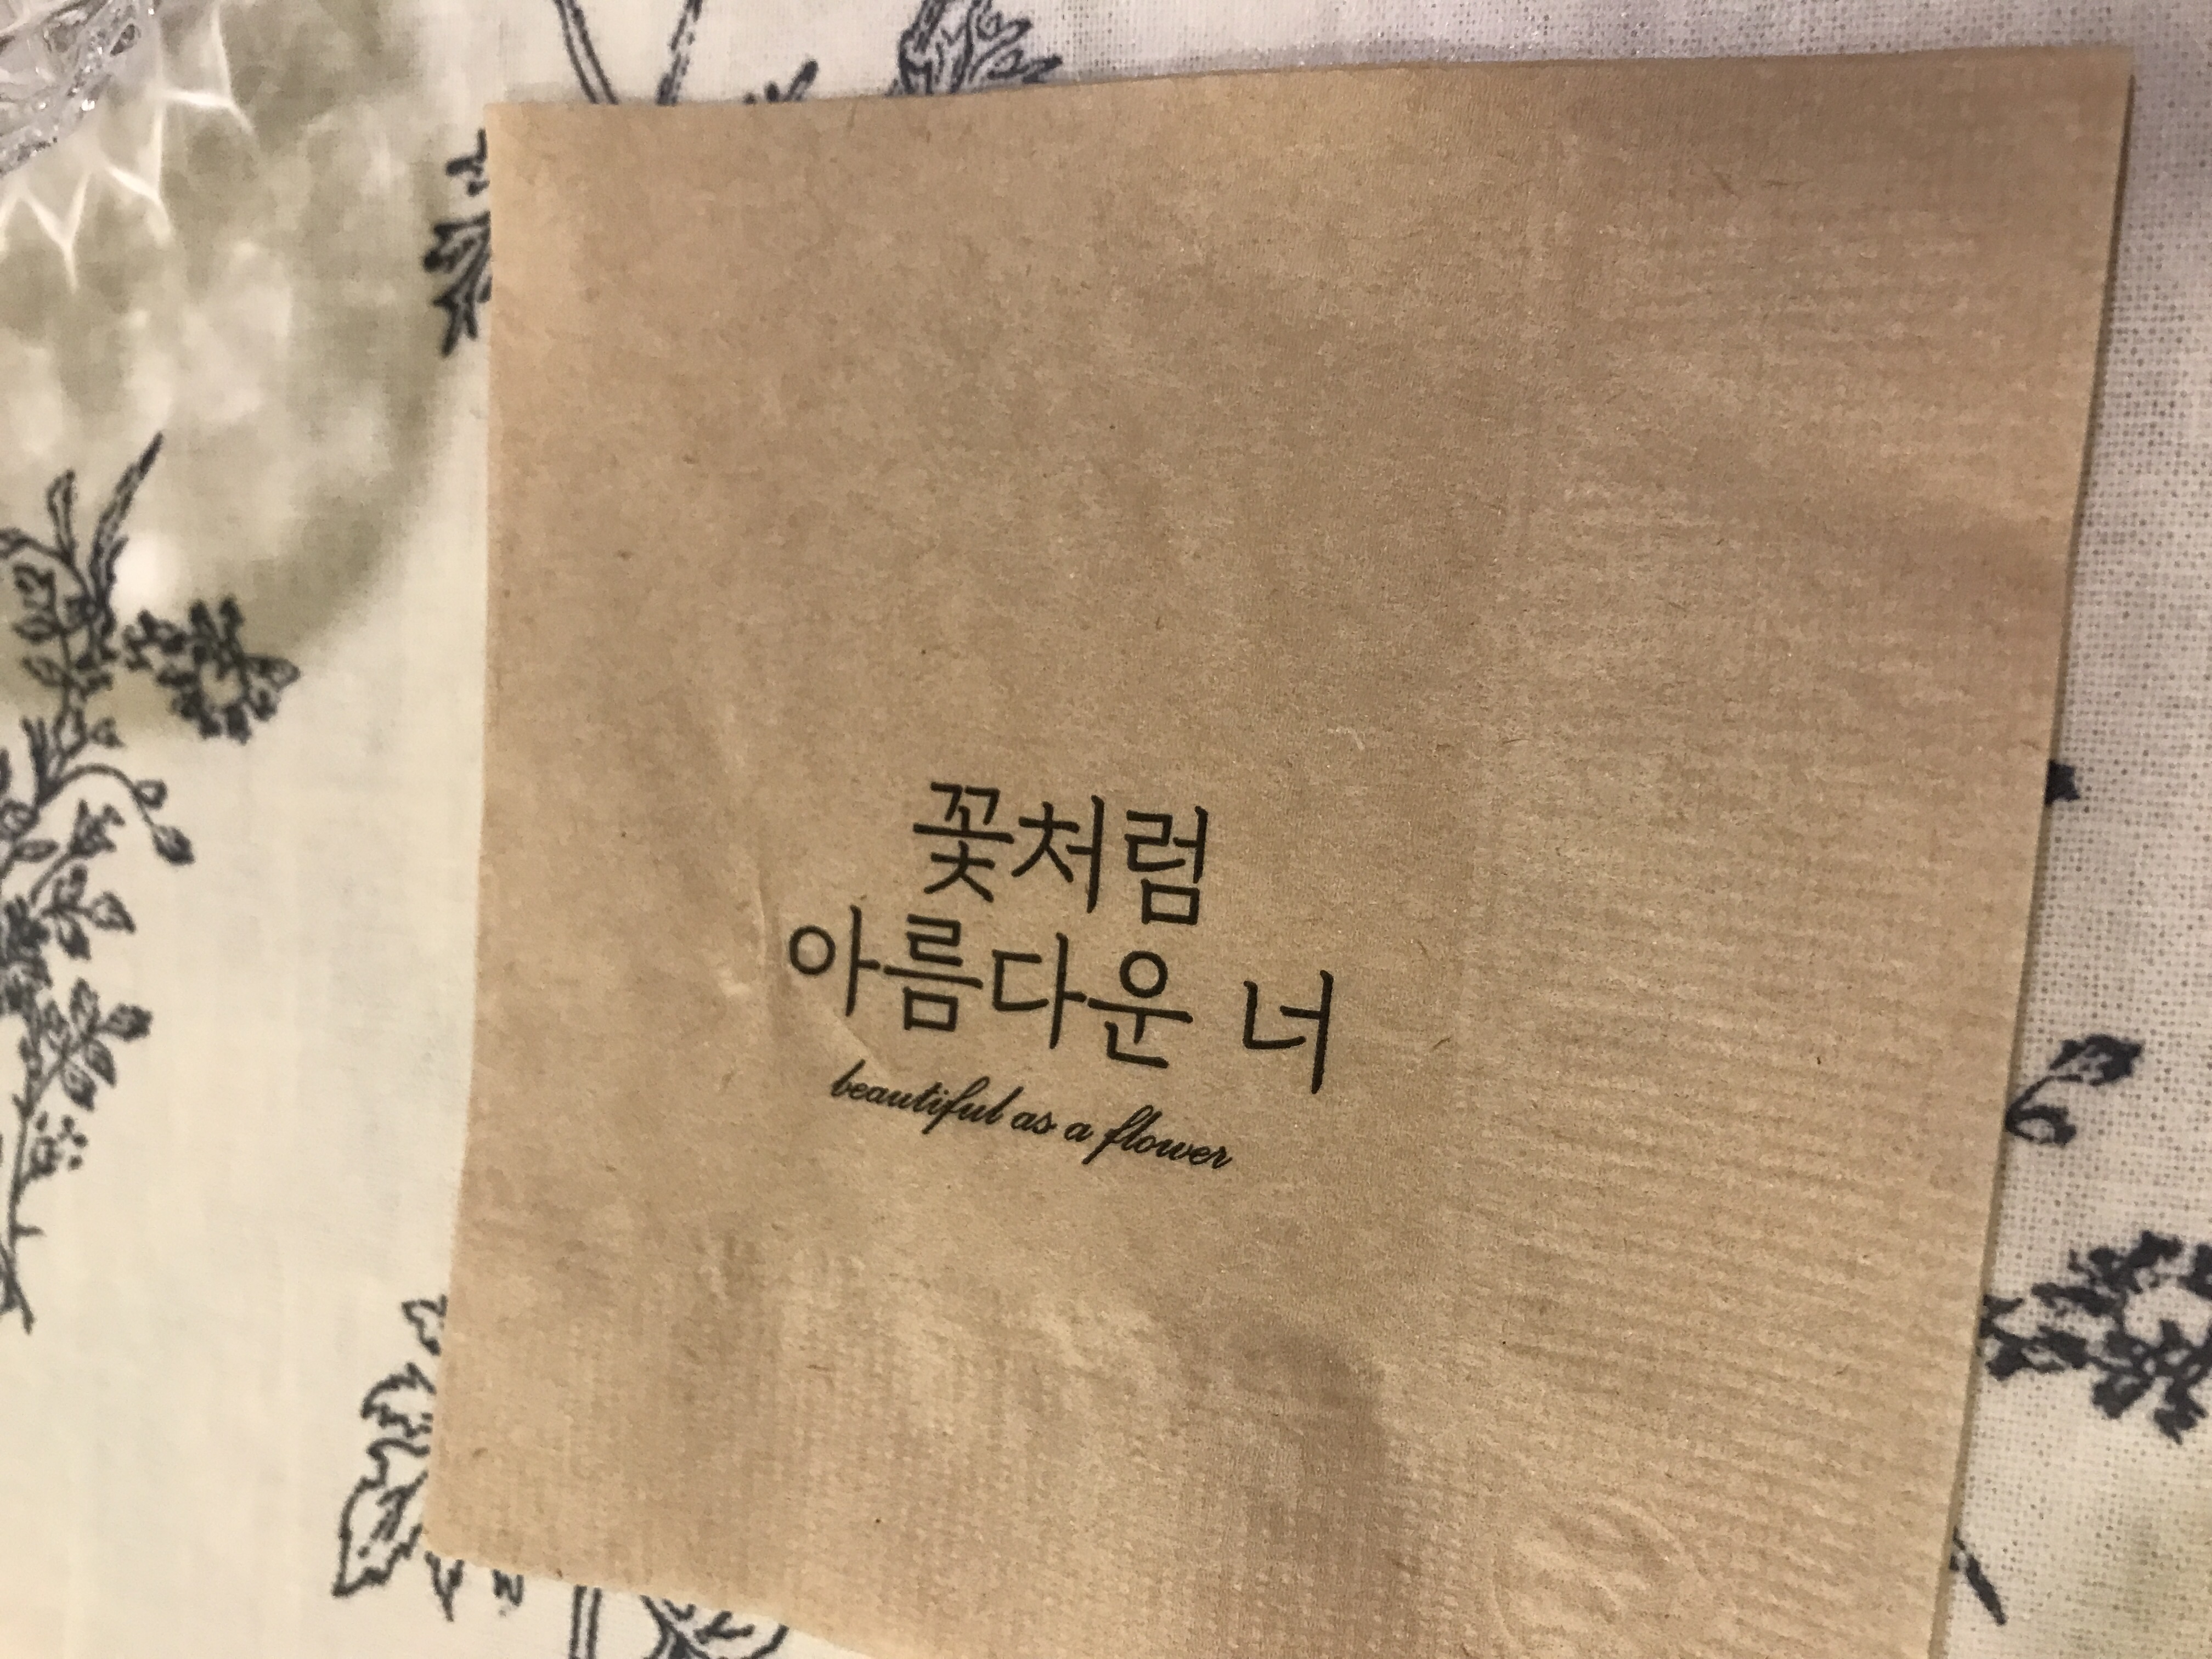 꽃처럼
아름다운 너
beautiful as a flower